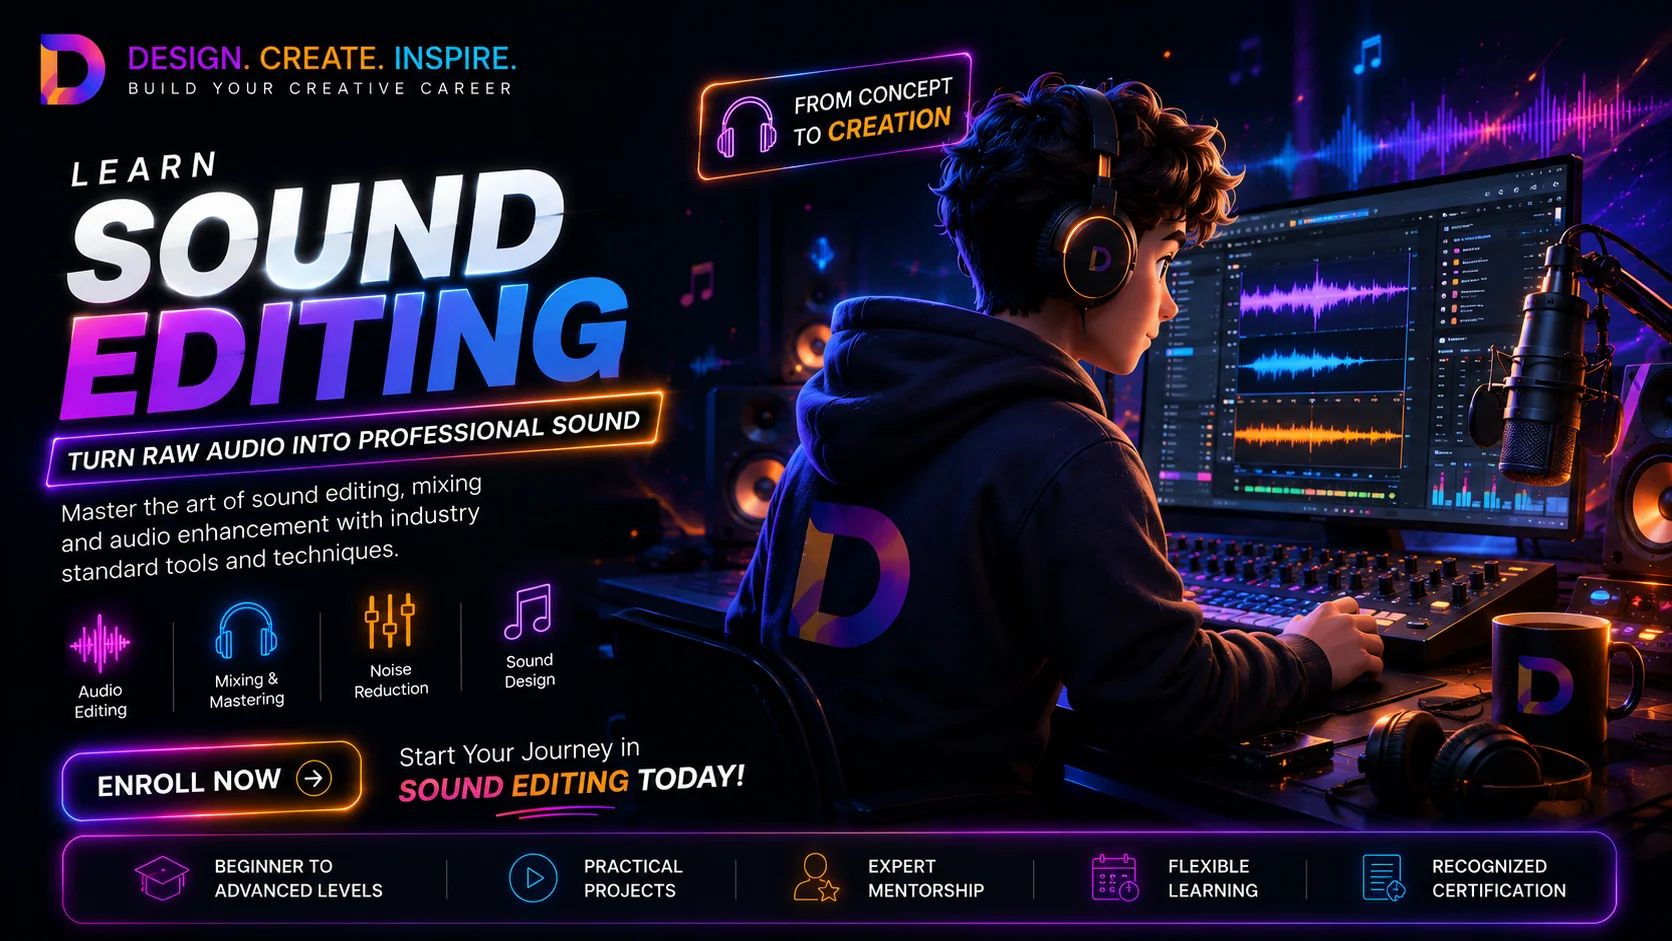 DESIGN. CREATE. INSPIRE.
BUILD YOUR CREATIVE CAREER
FROM CONCEPT
TO CREATION
LEARN
SOUND
EDITING
TURN RAW AUDIO INTO PROFESSIONAL SOUND
Master the art of sound editing, mixing
and audio enhancement with industry
standard tools and techniques.
Audio
Editing
Mixing &
Mastering
Noise
Reduction
Sound
Design
ENROLL NOW
Start Your Journey in
SOUND EDITING TODAY!
BEGINNER TO
ADVANCED LEVELS
PRACTICAL
PROJECTS
EXPERT
MENTORSHIP
FLEXIBLE
LEARNING
RECOGNIZED
CERTIFICATION
D
D
D
D